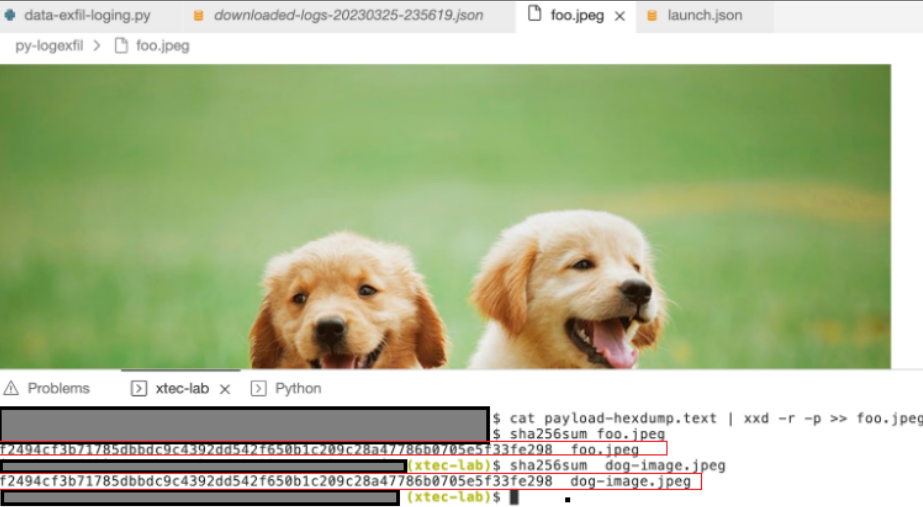 data-exfil-loging.py downloaded-logs-20230325-235619.json foo.jpeg launch.json
py-logexfil foo.jpeg
Problems xtec-lab Python
$ cat payload-hexdump.text | xxd -r -p >> foo.jpeg
$ sha256sum foo.jpeg
f2494cf3b71785dbbdc9c4392dd542f650b1c209c28a47786b0705e5f33fe298 foo.jpeg
(xtec-lab)$ sha256sum dog-image.jpeg
f2494cf3b71785dbbdc9c4392dd542f650b1c209c28a47786b0705e5f33fe298 dog-image.jpeg
(xtec-lab)$